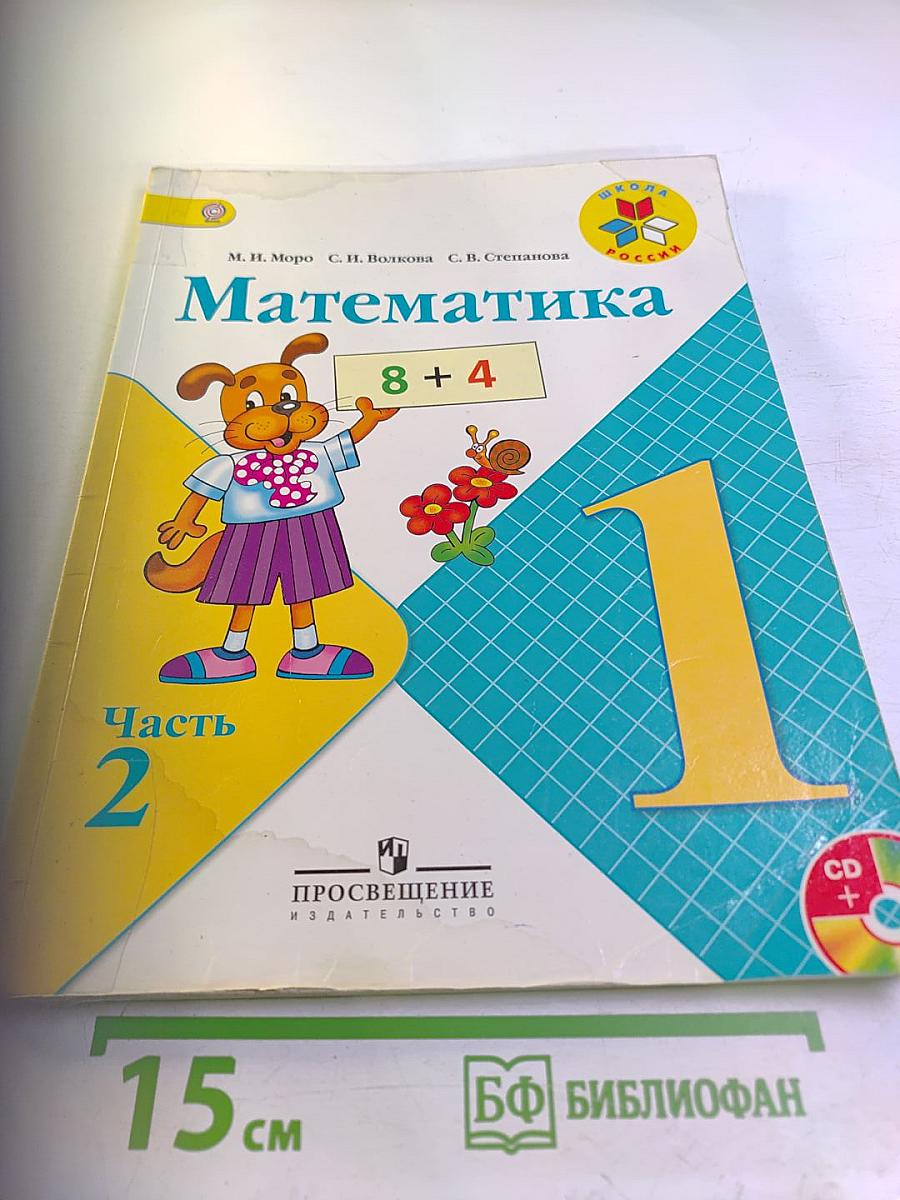 ШКОЛА
РОССИИ
М. И. Моро С. И. Волкова С. В. Степанова
Математика
8 + 4
1
Часть
2
ПРОСВЕЩЕНИЕ
ИЗДАТЕЛЬСТВО
CD
+
15 см
БФ БИБЛИОФАН